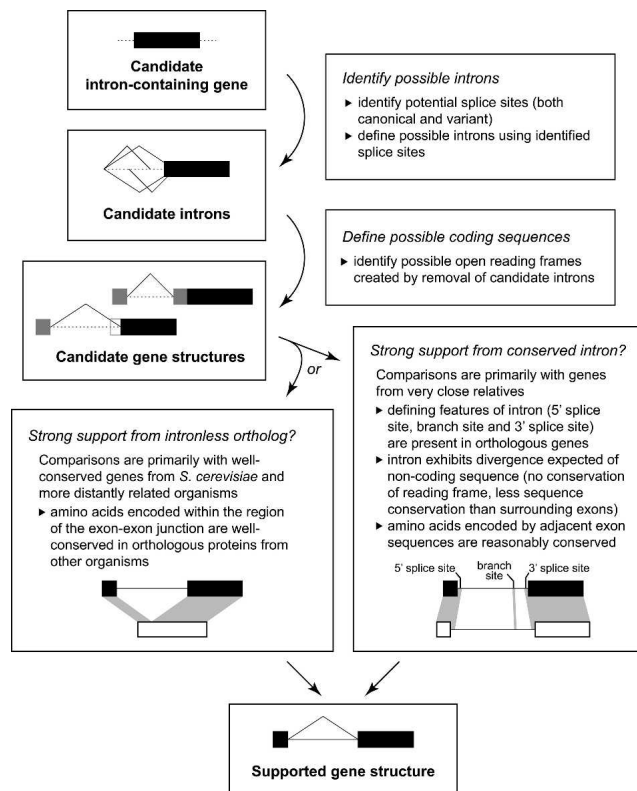 Candidate
intron-containing gene
Identify possible introns
▸ identify potential splice sites (both
canonical and variant)
▸ define possible introns using identified
splice sites
Candidate introns
Define possible coding sequences
▸ identify possible open reading frames
created by removal of candidate introns
Candidate gene structures
or
Strong support from conserved intron?
Comparisons are primarily with genes
from very close relatives
▸ defining features of intron (5' splice
site, branch site and 3' splice site)
are present in orthologous genes
▸ intron exhibits divergence expected of
non-coding sequence (no conservation
of reading frame, less sequence
conservation than surrounding exons)
▸ amino acids encoded by adjacent exon
sequences are reasonably conserved
5' splice site
branch
site
3' splice site
Strong support from intronless ortholog?
Comparisons are primarily with well-
conserved genes from S. cerevisiae and
more distantly related organisms
▸ amino acids encoded within the region
of the exon-exon junction are well-
conserved in orthologous proteins from
other organisms
Supported gene structure